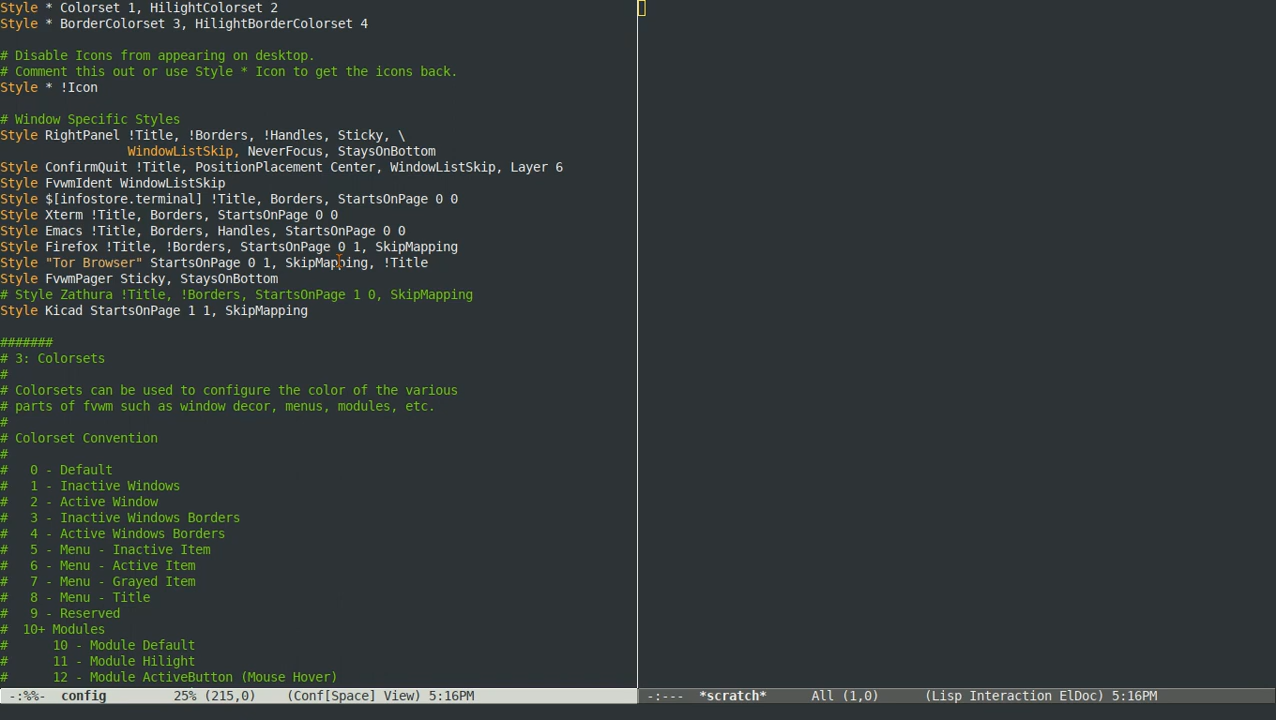 Style * Colorset 1, HilightColorset 2
Style * BorderColorset 3, HilightBorderColorset 4
# Disable Icons from appearing on desktop.
# Comment this out or use Style * Icon to get the icons back.
Style * !Icon
# Window Specific Styles
Style RightPanel !Title, !Borders, !Handles, Sticky, \
WindowListSkip, NeverFocus, StaysOnBottom
Style ConfirmQuit !Title, PositionPlacement Center, WindowListSkip, Layer 6
Style FvwmIdent WindowListSkip
Style $[infostore.terminal] !Title, Borders, StartsOnPage 0 0
Style Xterm !Title, Borders, StartsOnPage 0 0
Style Emacs !Title, Borders, Handles, StartsOnPage 0 0
Style Firefox !Title, !Borders, StartsOnPage 0 1, SkipMapping
Style "Tor Browser" StartsOnPage 0 1, SkipMapping, !Title
Style FvwmPager Sticky, StaysOnBottom
# Style Zathura !Title, !Borders, StartsOnPage 1 0, SkipMapping
Style Kicad StartsOnPage 1 1, SkipMapping
#######
# 3: Colorsets
#
# Colorsets can be used to configure the color of the various
# parts of fvwm such as window decor, menus, modules, etc.
#
# Colorset Convention
#
#   0 - Default
#   1 - Inactive Windows
#   2 - Active Window
#   3 - Inactive Windows Borders
#   4 - Active Windows Borders
#   5 - Menu - Inactive Item
#   6 - Menu - Active Item
#   7 - Menu - Grayed Item
#   8 - Menu - Title
#   9 - Reserved
#  10+ Modules
#      10 - Module Default
#      11 - Module Hilight
#      12 - Module ActiveButton (Mouse Hover)
-:%%-  config         25% (215,0)    (Conf[Space] View) 5:16PM
-:---  *scratch*      All (1,0)      (Lisp Interaction ElDoc) 5:16PM